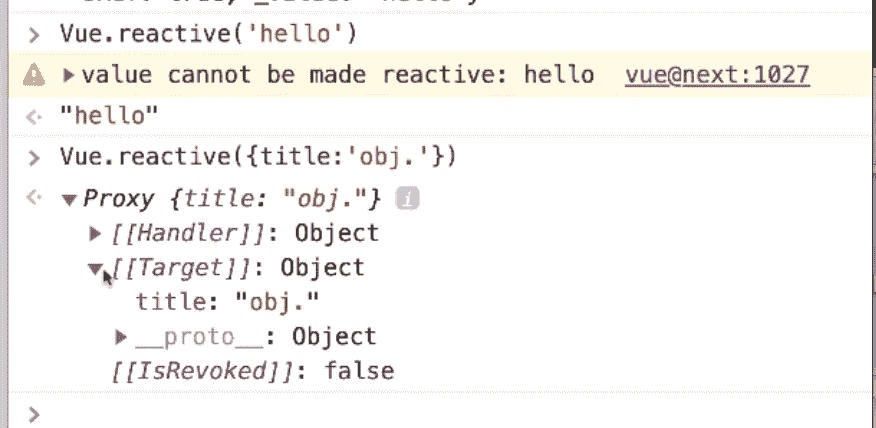 Vue.reactive('hello')
value cannot be made reactive: hello vue@next:1027
"hello"
Vue.reactive({title:'obj.'})
Proxy {title: "obj."} i
[[Handler]]: Object
[[Target]]: Object
title: "obj."
__proto__: Object
[[IsRevoked]]: false